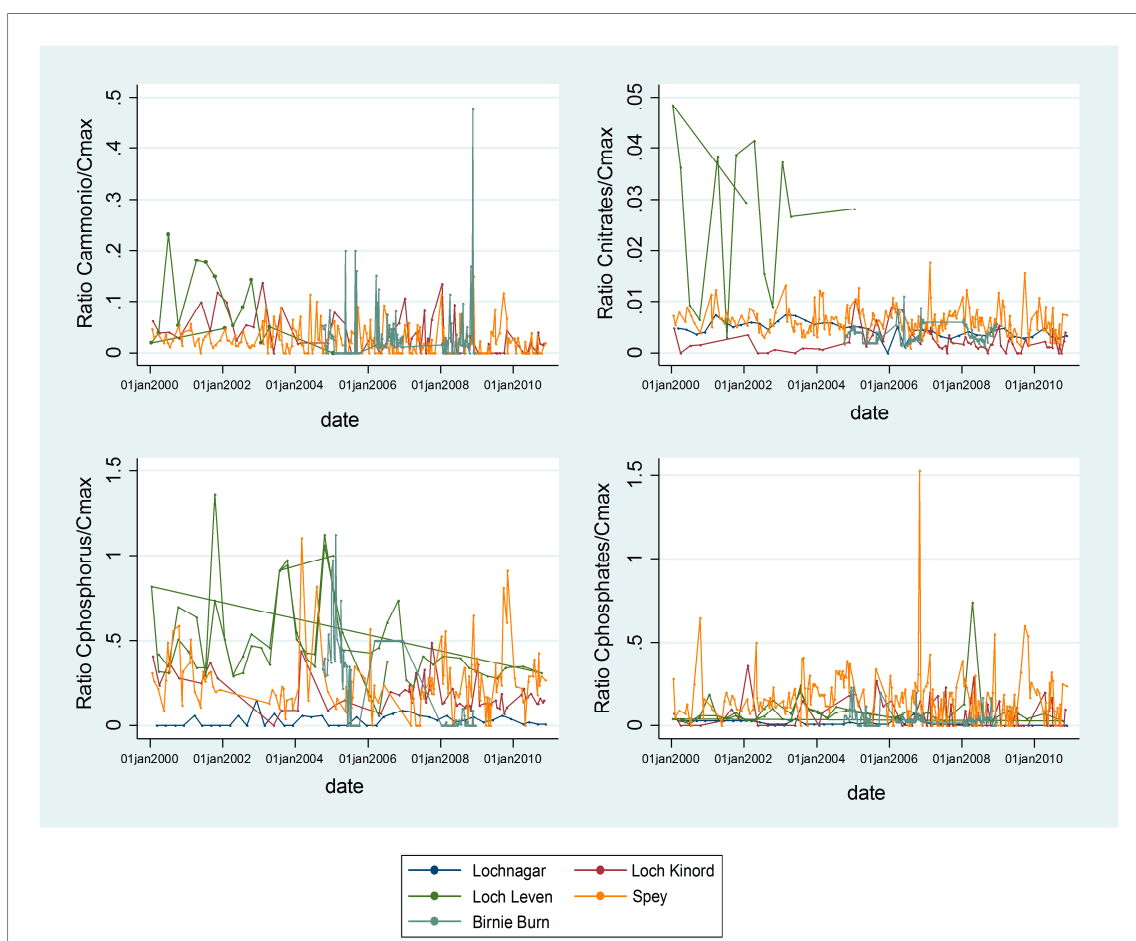 Ratio Cammonio/Cmax
.5
.4
.3
.2
.1
0
01jan2000 01jan2002 01jan2004 01jan2006 01jan2008 01jan2010
date
Ratio Cnitrates/Cmax
.05
.04
.03
.02
.01
0
01jan2000 01jan2002 01jan2004 01jan2006 01jan2008 01jan2010
date
Ratio Cphosphorus/Cmax
1.5
1
.5
0
01jan2000 01jan2002 01jan2004 01jan2006 01jan2008 01jan2010
date
Ratio Cphosphates/Cmax
1.5
1
.5
0
01jan2000 01jan2002 01jan2004 01jan2006 01jan2008 01jan2010
date
Lochnagar Loch Kinord
Loch Leven Spey
Birnie Burn